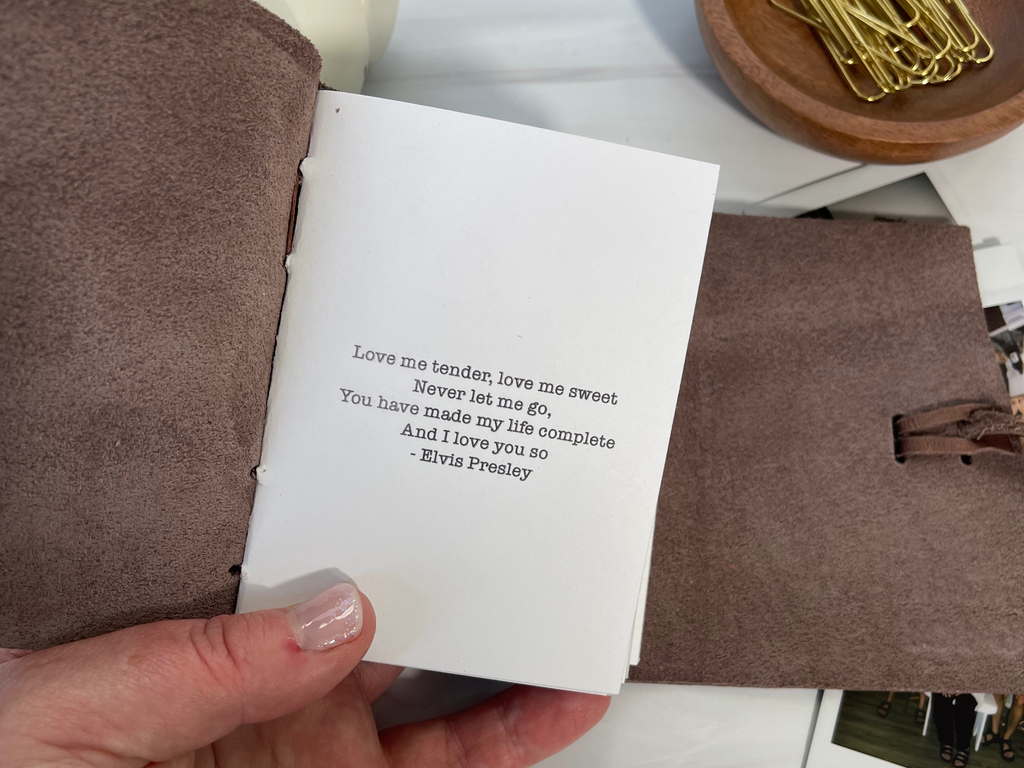 Love me tender, love me sweet
Never let me go,
You have made my life complete
And I love you so
- Elvis Presley